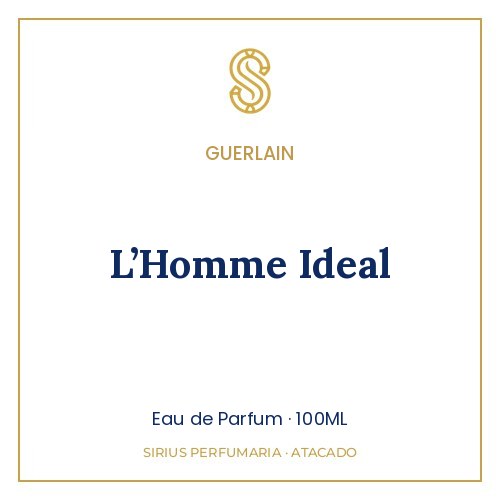 GUERLAIN
L’Homme Ideal
Eau de Parfum · 100ML
SIRIUS PERFUMARIA · ATACADO